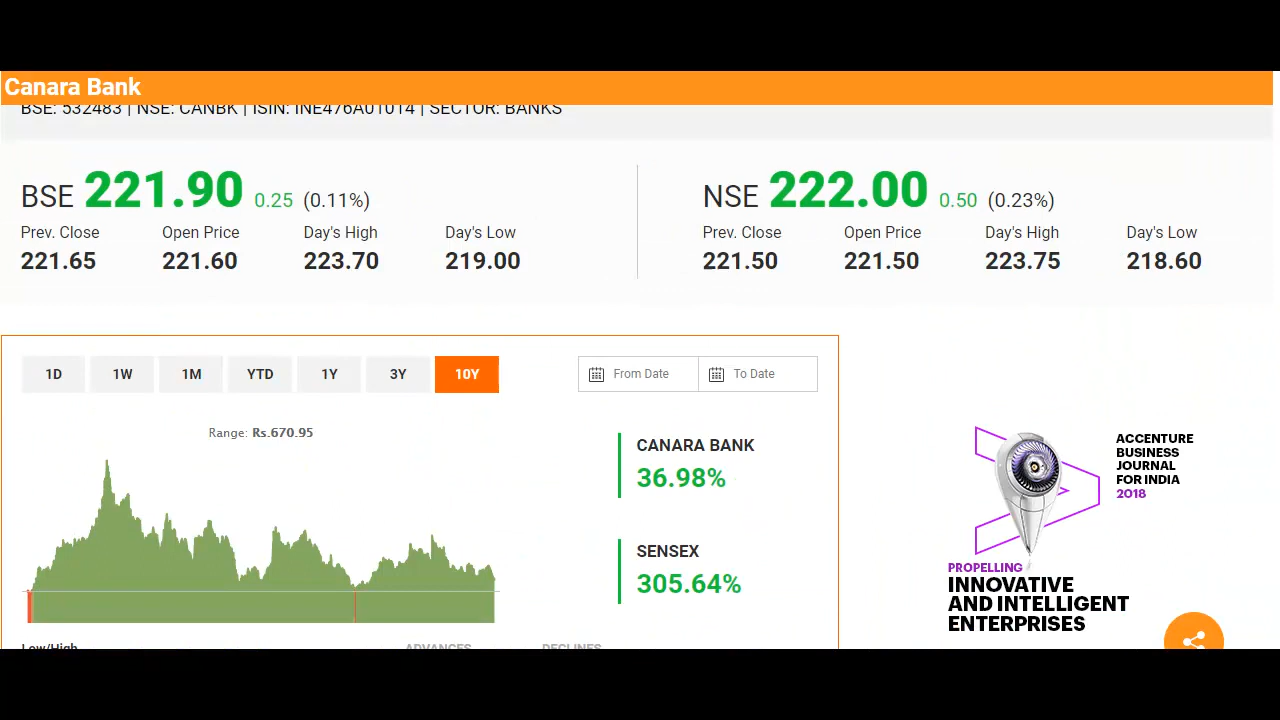 Canara Bank
BSE: 532483 | NSE: CANBK | ISIN: INE476A01014 | SECTOR: BANKS
BSE 221.90 0.25 (0.11%)
Prev. Close Open Price Day's High Day's Low
221.65 221.60 223.70 219.00
NSE 222.00 0.50 (0.23%)
Prev. Close Open Price Day's High Day's Low
221.50 221.50 223.75 218.60
1D 1W 1M YTD 1Y 3Y 10Y
From Date To Date
Range: Rs.670.95
CANARA BANK
36.98%
SENSEX
305.64%
Low/High ADVANCES DECLINES
ACCENTURE
BUSINESS
JOURNAL
FOR INDIA
2018
PROPELLING
INNOVATIVE
AND INTELLIGENT
ENTERPRISES